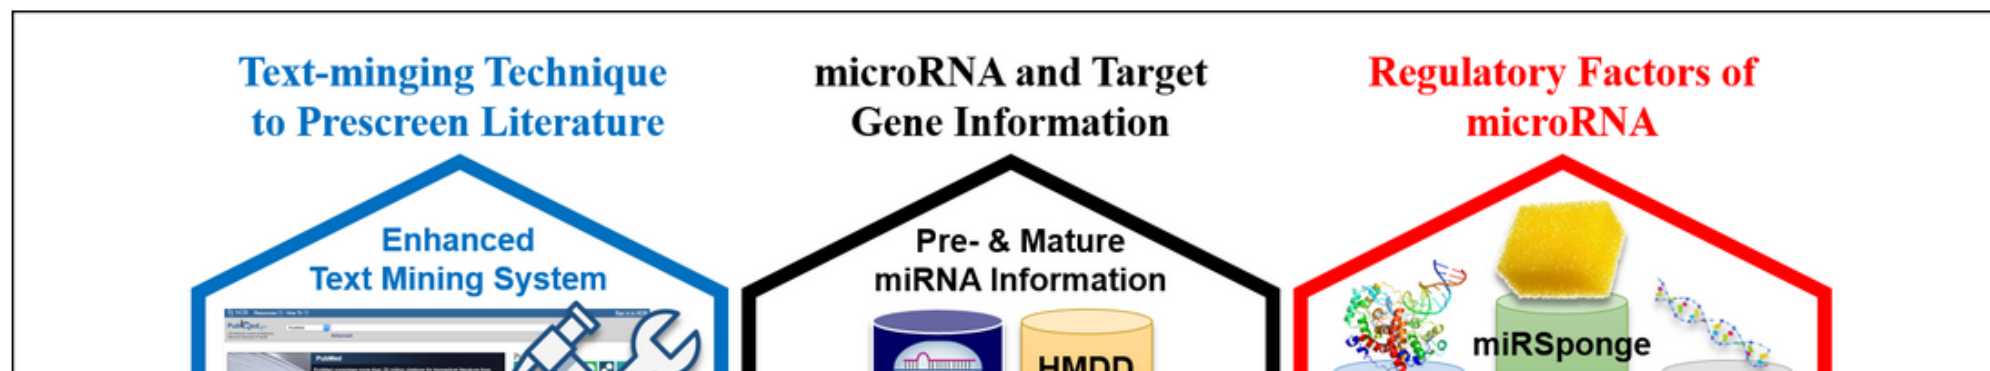 Text-minging Technique
to Prescreen Literature
microRNA and Target
Gene Information
Regulatory Factors of
microRNA
Enhanced
Text Mining System
Pre- & Mature
miRNA Information
PubMed
HMDD
miRSponge